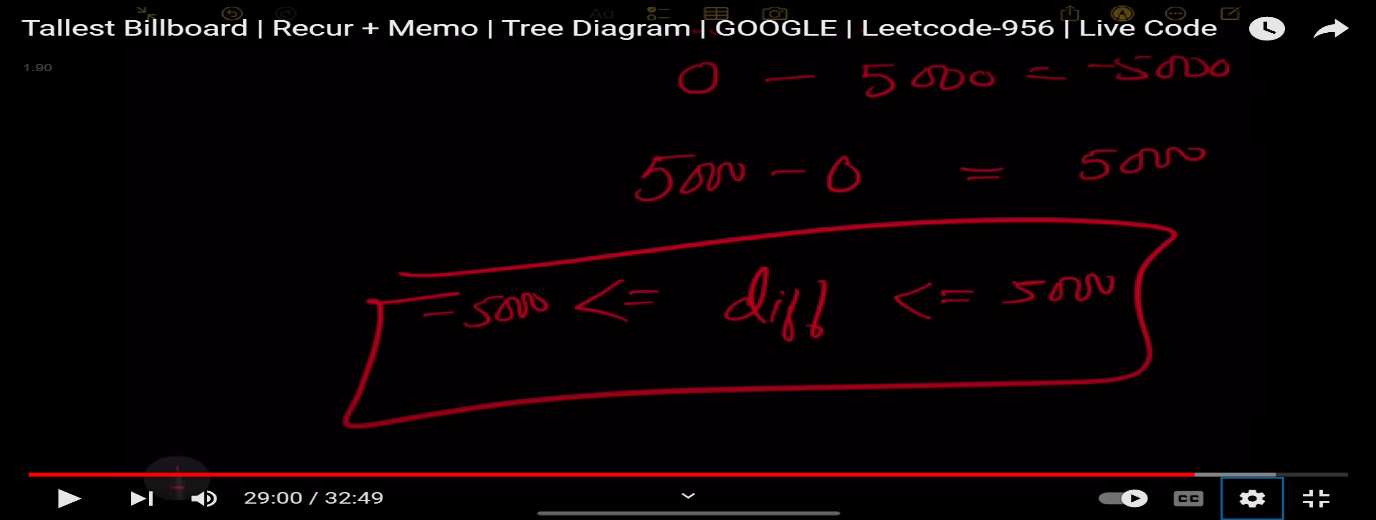 Tallest Billboard | Recur + Memo | Tree Diagram | GOOGLE | Leetcode-956 | Live Code
1.90
0 - 5000 = -5000
5000 - 0 = 5000
-5000 <= diff <= 5000
29:00 / 32:49
CC